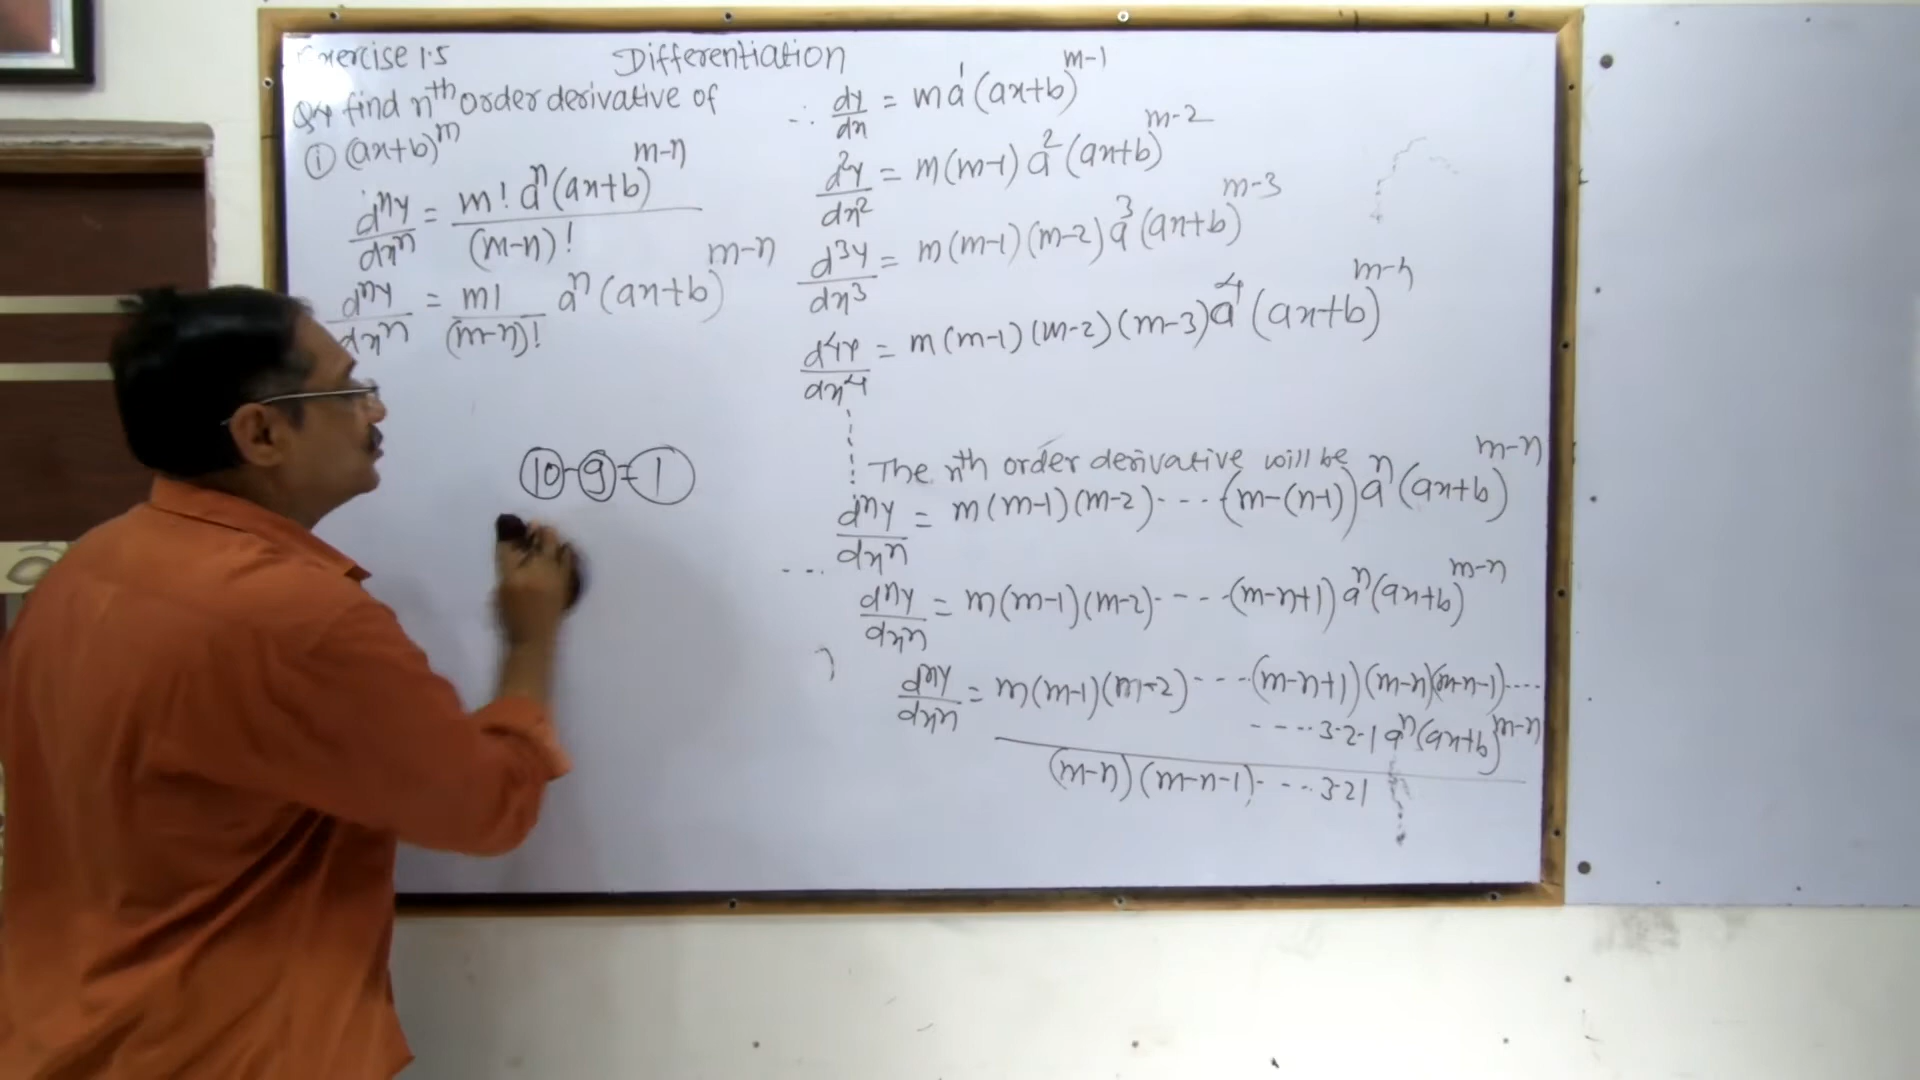 Exercise 1.5
Differentiation
Q4 find nth order derivative of
① (ax+b)^m
d^ny/dx^n = m! a^n (ax+b)^m-n / (m-n)!
d^ny/dx^n = m!/(m-n)! a^n (ax+b)^m-n
10 - 9 = 1
∴ dy/dx = m a^1 (ax+b)^m-1
d^2y/dx^2 = m(m-1) a^2 (ax+b)^m-2
d^3y/dx^3 = m(m-1)(m-2) a^3 (ax+b)^m-3
d^4y/dx^4 = m(m-1)(m-2)(m-3) a^4 (ax+b)^m-4
The nth order derivative will be
d^ny/dx^n = m(m-1)(m-2)....(m-(n-1)) a^n (ax+b)^m-n
d^ny/dx^n = m(m-1)(m-2)....(m-n+1) a^n (ax+b)^m-n
d^ny/dx^n = m(m-1)(m-2)....(m-n+1)(m-n)(m-n-1)....
....3·2·1 a^n (ax+b)^m-n
(m-n)(m-n-1)....3·2 1